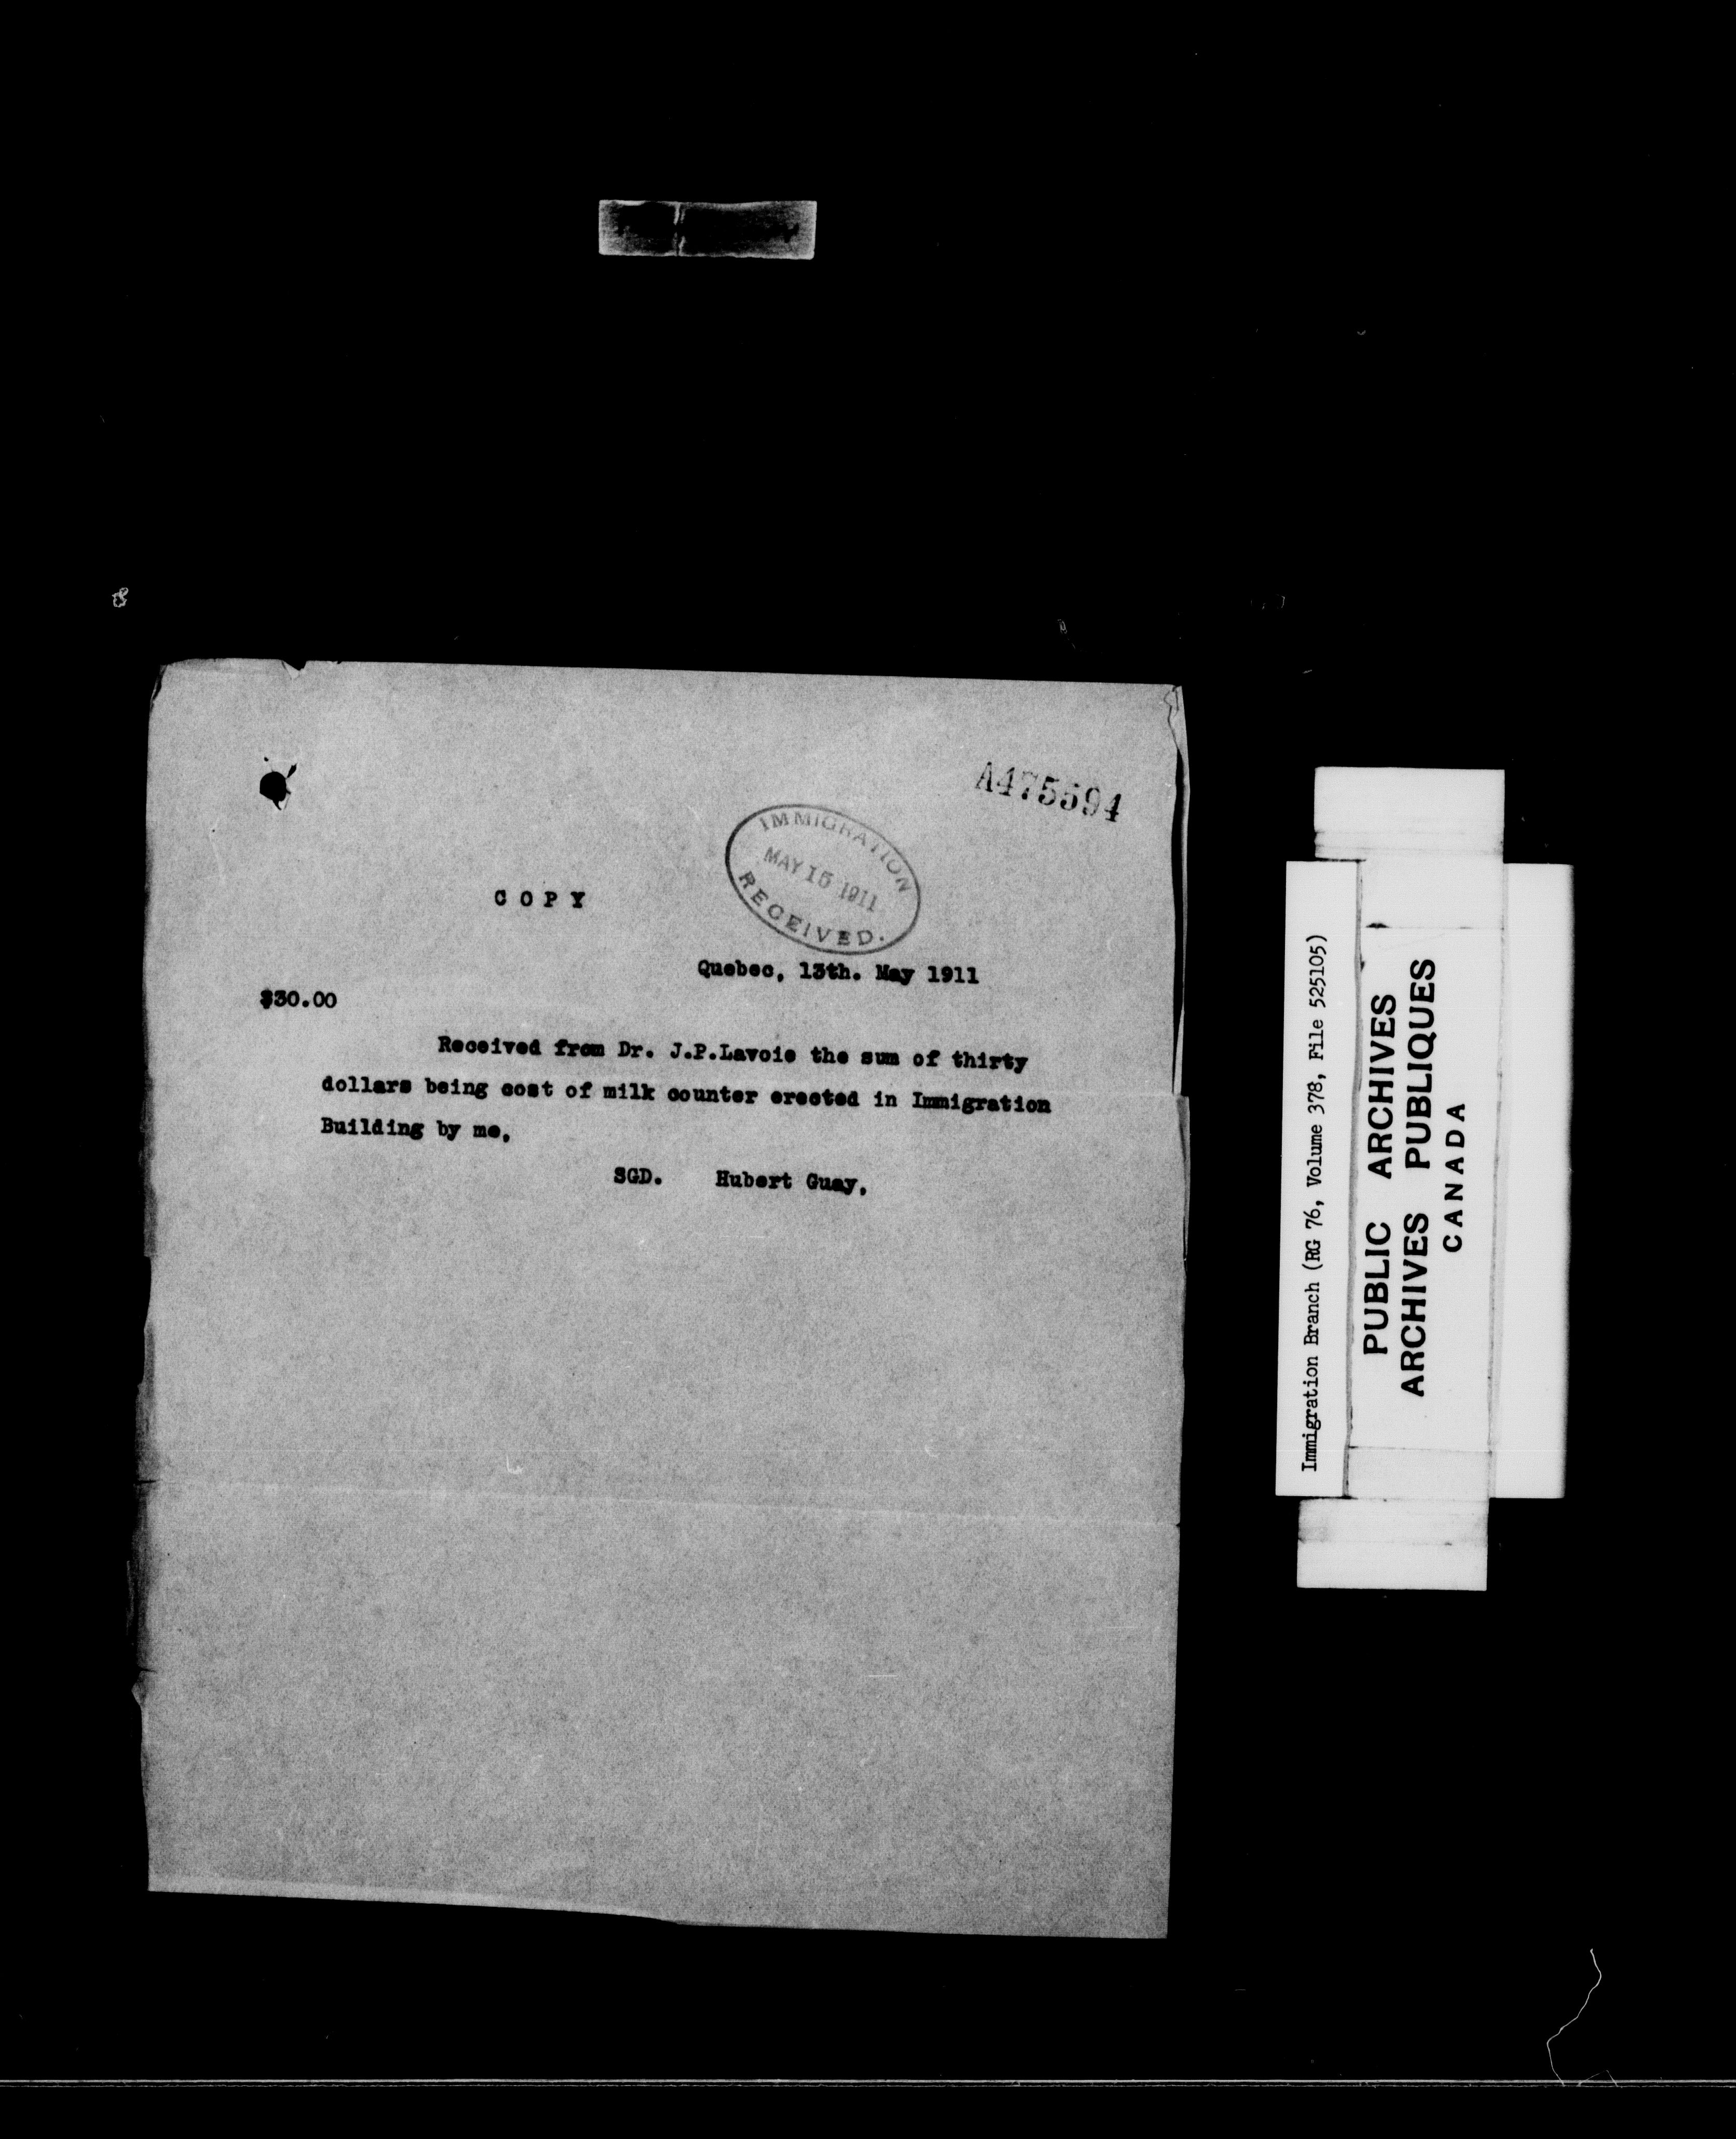 A475594
IMMIGRATION
MAY 15 1911
RECEIVED.
COPY
Quebec, 13th. May 1911
$30.00
Received from Dr. J.P.Lavoie the sum of thirty
dollars being cost of milk counter erected in Immigration
Building by me,
SGD. Hubert Guay,
Immigration Branch (RG 76, Volume 378, File 525105)
PUBLIC ARCHIVES
ARCHIVES PUBLIQUES
CANADA